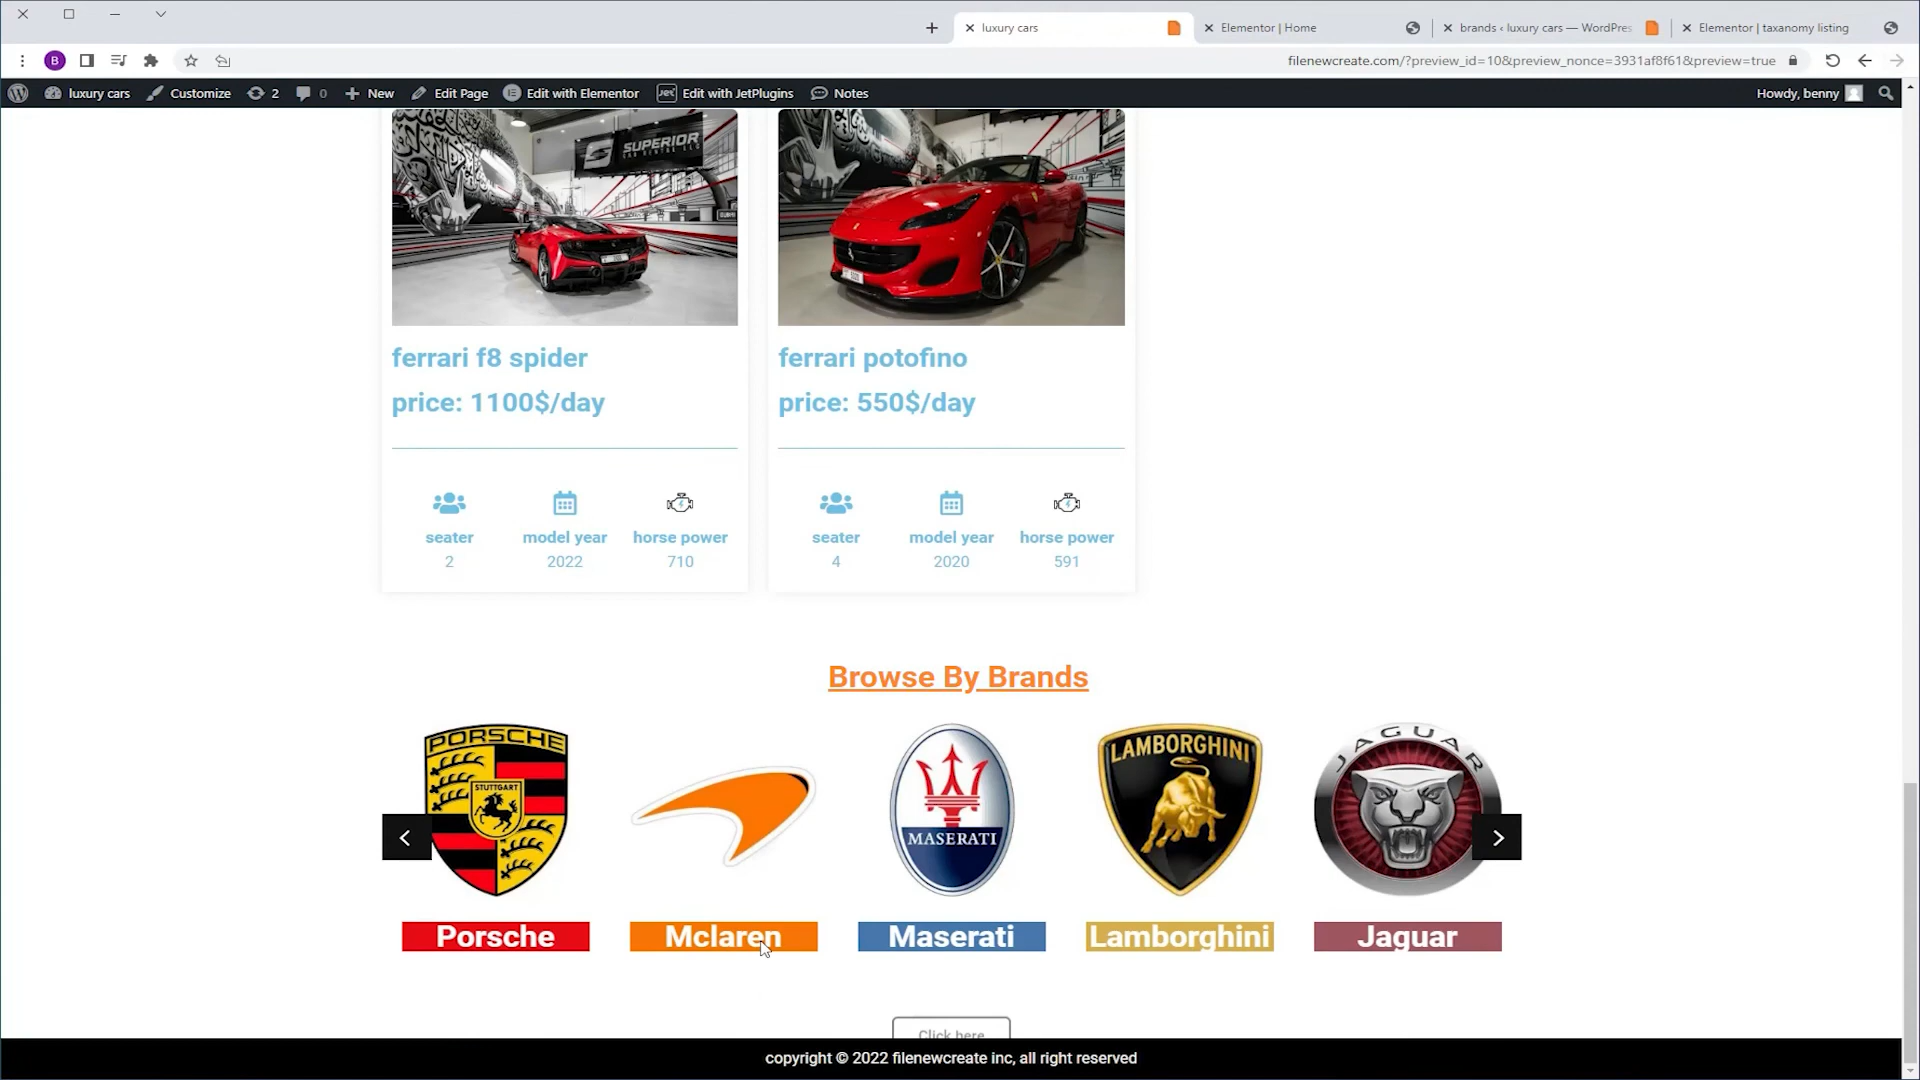 luxury cars
Elementor | Home
brands ‹ luxury cars — WordPres
Elementor | taxanomy listing
B
filenewcreate.com/?preview_id=10&preview_nonce=3931af8f61&preview=true
luxury cars
Customize
2
0
New
Edit Page
Edit with Elementor
Jet
Edit with JetPlugins
Notes
Howdy, benny
SUPERIOR
ferrari f8 spider
price: 1100$/day
seater
2
model year
2022
horse power
710
ferrari potofino
price: 550$/day
seater
4
model year
2020
horse power
591
Browse By Brands
PORSCHE
STUTTGART
MASERATI
LAMBORGHINI
JAGUAR
Porsche
Mclaren
Maserati
Lamborghini
Jaguar
Click here
copyright © 2022 filenewcreate inc, all right reserved